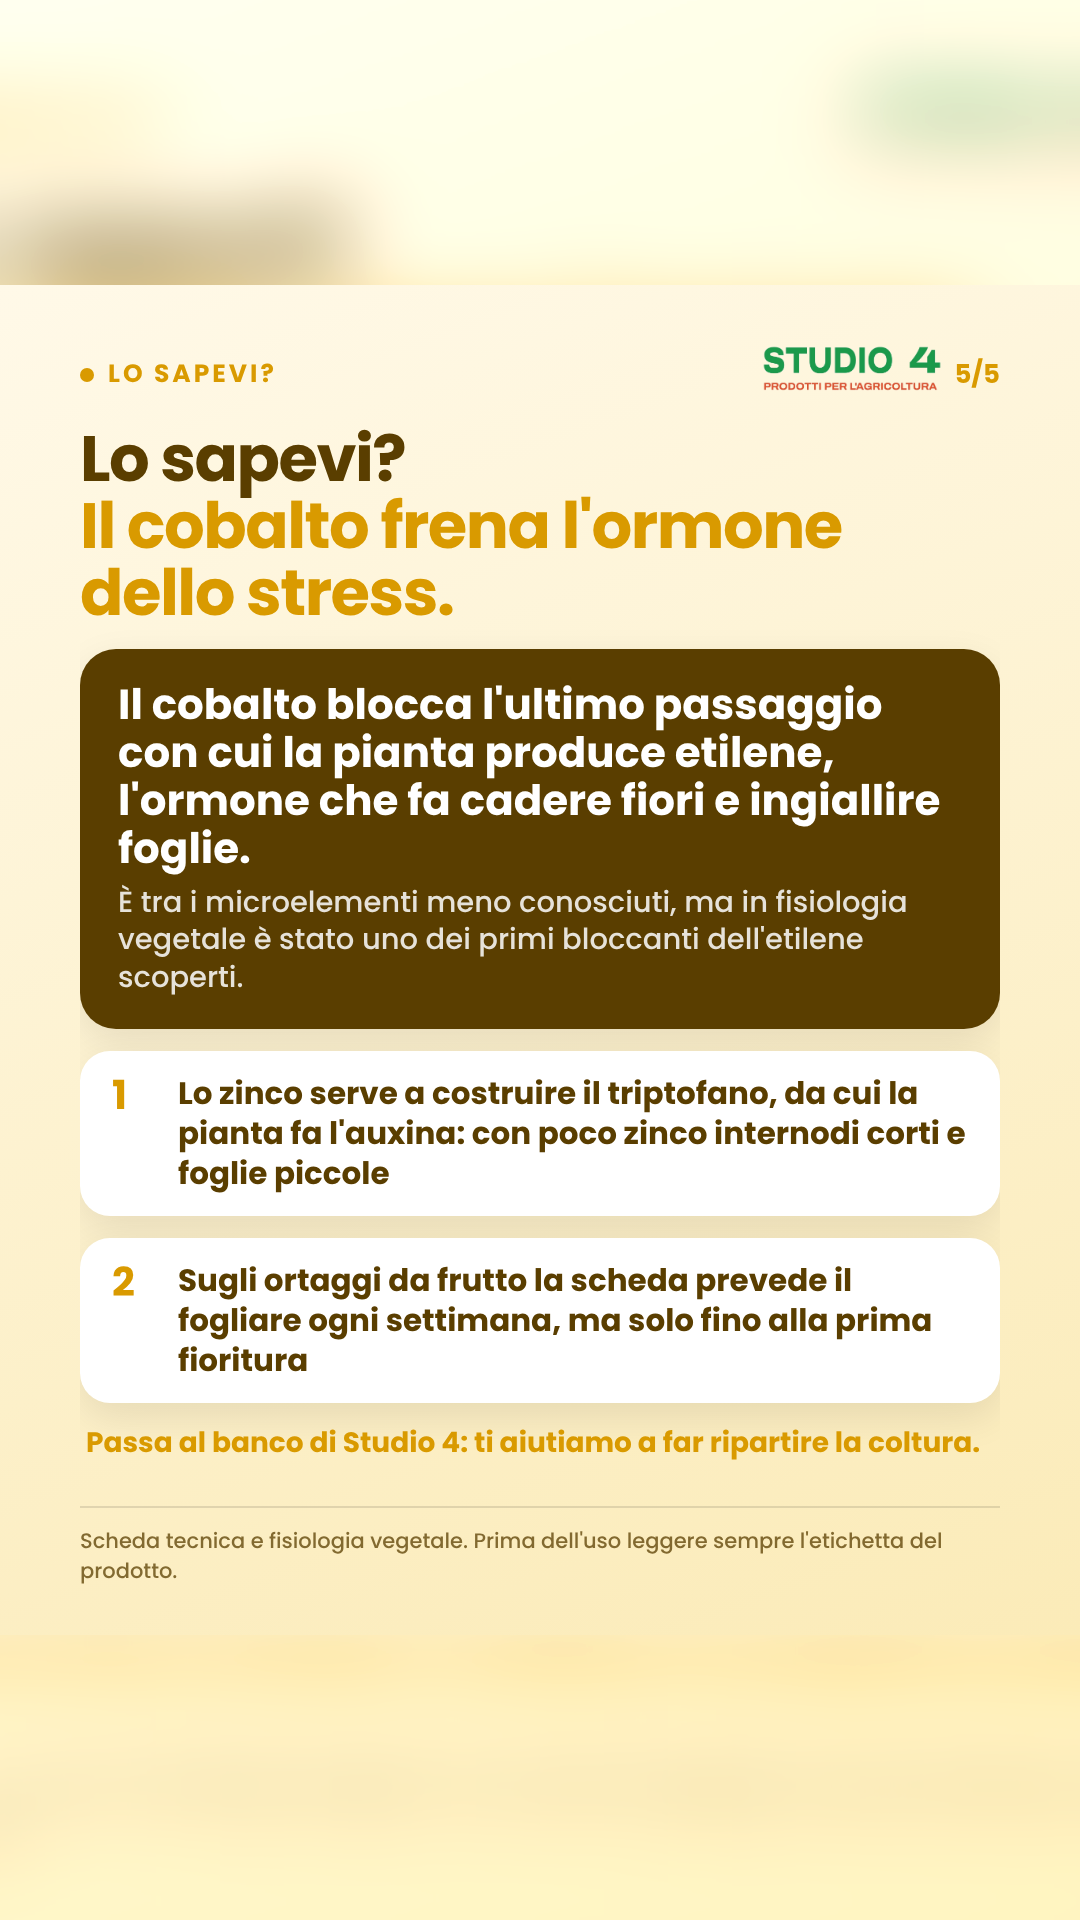 LO SAPEVI?
STUDIO 4
PRODOTTI PER L'AGRICOLTURA
5/5
Lo sapevi?
Il cobalto frena l'ormone
dello stress.
Il cobalto blocca l'ultimo passaggio
con cui la pianta produce etilene,
l'ormone che fa cadere fiori e ingiallire
foglie.
È tra i microelementi meno conosciuti, ma in fisiologia
vegetale è stato uno dei primi bloccanti dell'etilene
scoperti.
1
Lo zinco serve a costruire il triptofano, da cui la
pianta fa l'auxina: con poco zinco internodi corti e
foglie piccole
2
Sugli ortaggi da frutto la scheda prevede il
fogliare ogni settimana, ma solo fino alla prima
fioritura
Passa al banco di Studio 4: ti aiutiamo a far ripartire la coltura.
Scheda tecnica e fisiologia vegetale. Prima dell'uso leggere sempre l'etichetta del
prodotto.